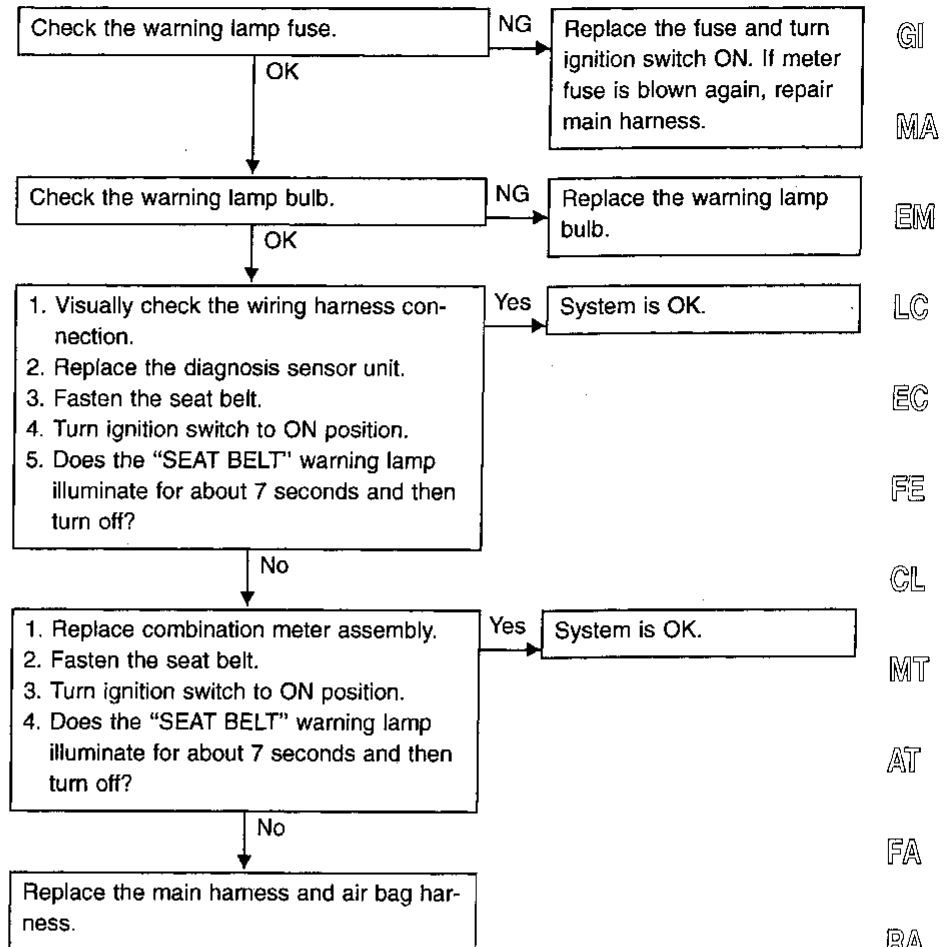 Check the warning lamp fuse.
NG
Replace the fuse and turn
ignition switch ON. If meter
fuse is blown again, repair
main harness.
OK
Check the warning lamp bulb.
NG
Replace the warning lamp
bulb.
OK
1. Visually check the wiring harness con-
nection.
2. Replace the diagnosis sensor unit.
3. Fasten the seat belt.
4. Turn ignition switch to ON position.
5. Does the “SEAT BELT” warning lamp
illuminate for about 7 seconds and then
turn off?
Yes
System is OK.
No
1. Replace combination meter assembly.
2. Fasten the seat belt.
3. Turn ignition switch to ON position.
4. Does the “SEAT BELT” warning lamp
illuminate for about 7 seconds and then
turn off?
Yes
System is OK.
No
Replace the main harness and air bag har-
ness.
GI
MA
EM
LC
EC
FE
CL
MT
AT
FA
RA